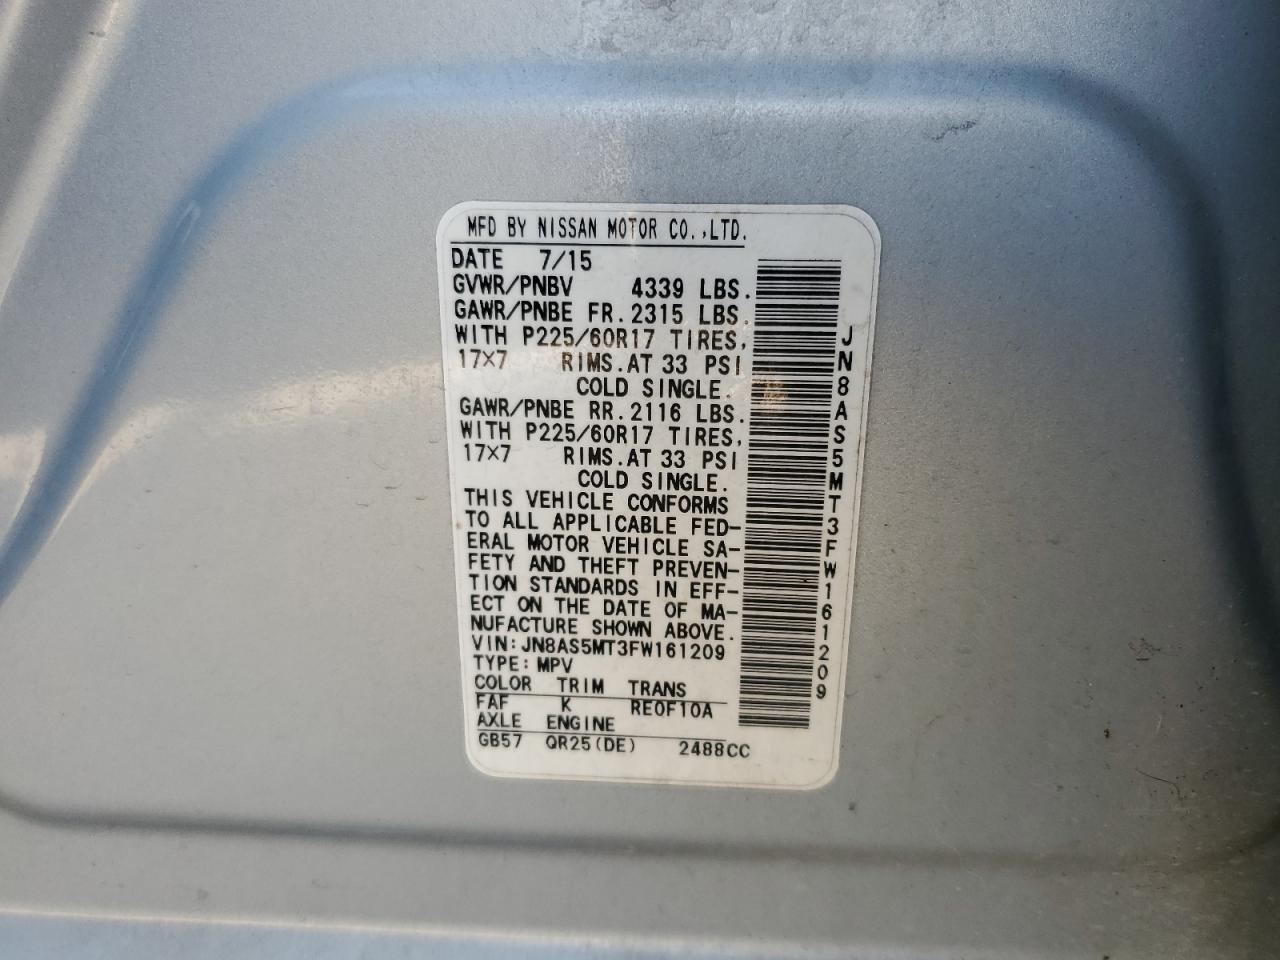 MFD BY NISSAN MOTOR CO.,LTD.
DATE 7/15
GVWR/PNBV 4339 LBS.
GAWR/PNBE FR.2315 LBS.
WITH P225/60R17 TIRES,
17×7 RIMS.AT 33 PSI
COLD SINGLE.
GAWR/PNBE RR.2116 LBS.
WITH P225/60R17 TIRES,
17×7 RIMS.AT 33 PSI
COLD SINGLE.
THIS VEHICLE CONFORMS
TO ALL APPLICABLE FED-
ERAL MOTOR VEHICLE SA-
FETY AND THEFT PREVEN-
TION STANDARDS IN EFF-
ECT ON THE DATE OF MA-
NUFACTURE SHOWN ABOVE.
VIN:JN8AS5MT3FW161209
TYPE:MPV
COLOR TRIM TRANS
FAF K RE0F10A
AXLE ENGINE
GB57 QR25(DE) 2488CC
JN8AS5MT3FW161209